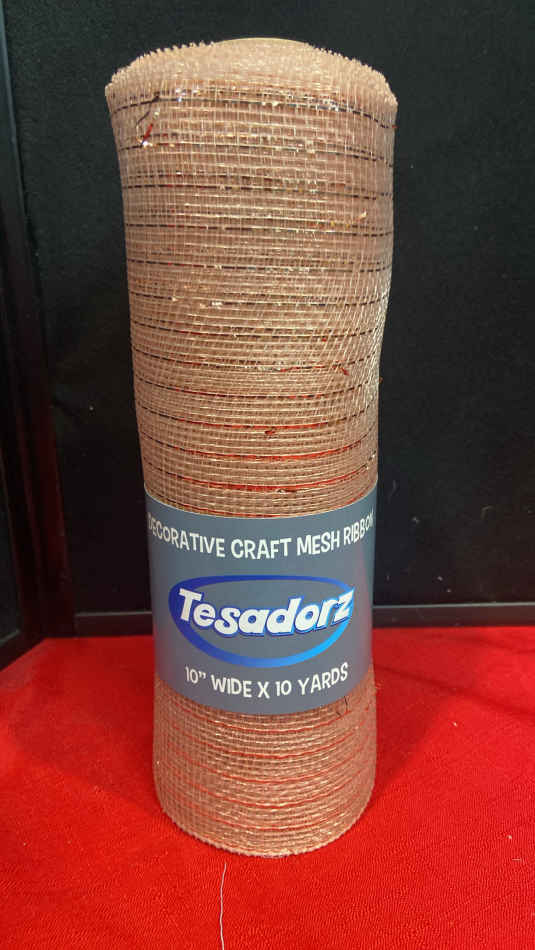 DECORATIVE CRAFT MESH RIBBON
Tesadorz
10" WIDE X 10 YARDS